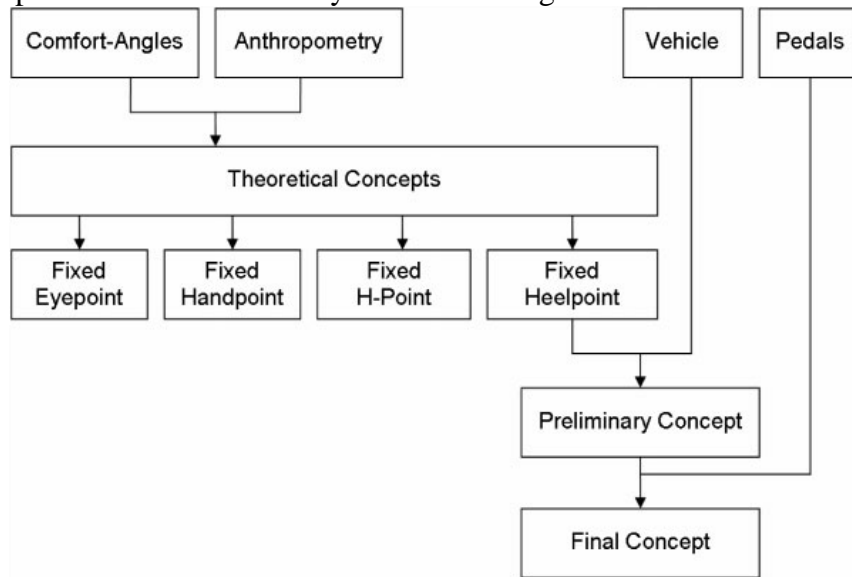 Comfort-Angles
Anthropometry
Vehicle
Pedals
Theoretical Concepts
Fixed
Eyepoint
Fixed
Handpoint
Fixed
H-Point
Fixed
Heelpoint
Preliminary Concept
Final Concept